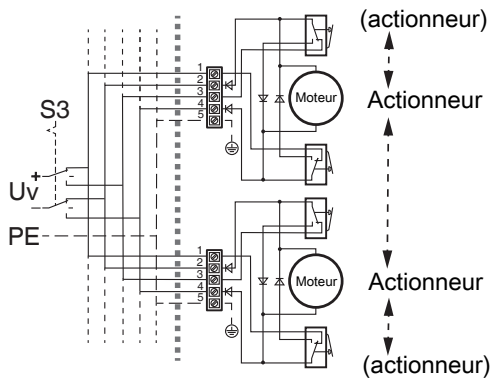 (actionneur)
1
2
3
4
5
Moteur
Actionneur
S3
+
Uv
-
PE
1
2
3
4
5
Moteur
Actionneur
(actionneur)